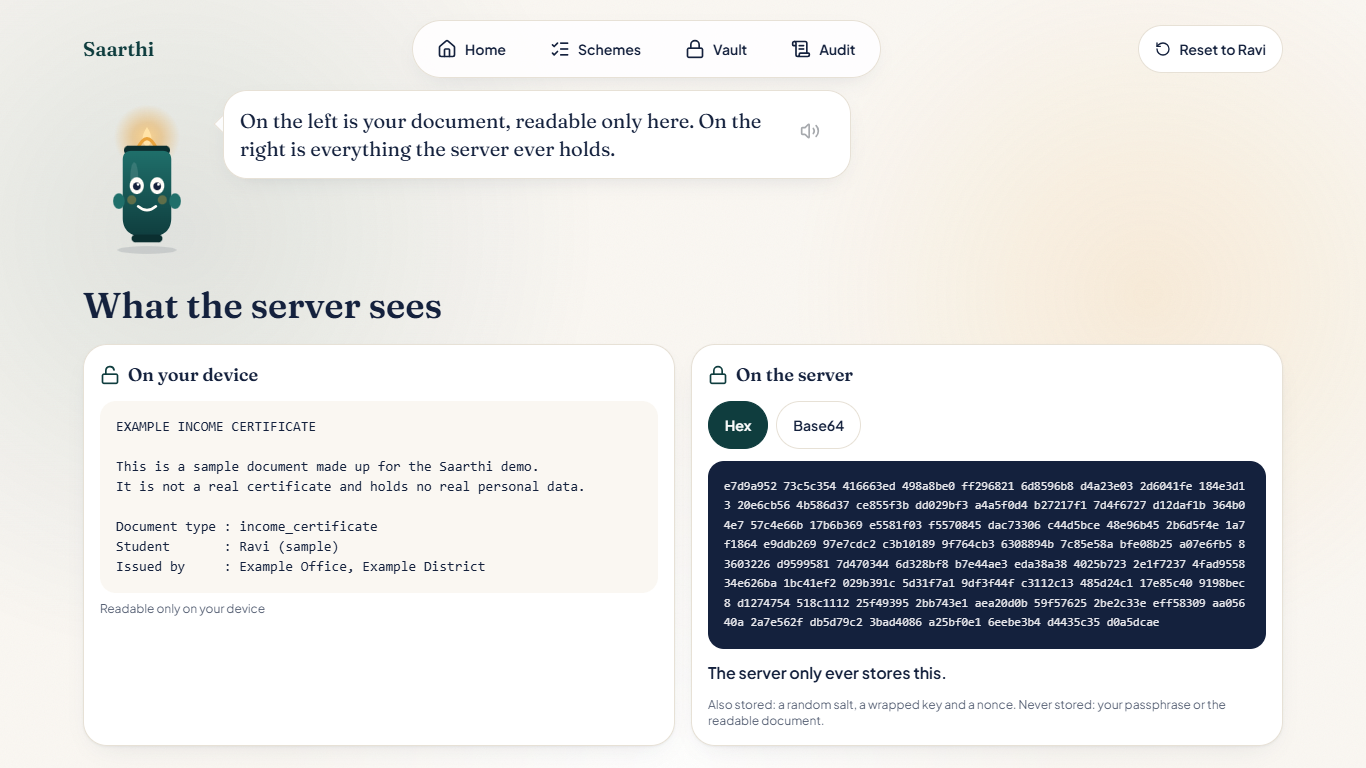 Saarthi
Home
Schemes
Vault
Audit
Reset to Ravi
On the left is your document, readable only here. On the
right is everything the server ever holds.
What the server sees
On your device
EXAMPLE INCOME CERTIFICATE
This is a sample document made up for the Saarthi demo.
It is not a real certificate and holds no real personal data.
Document type : income_certificate
Student       : Ravi (sample)
Issued by     : Example Office, Example District
Readable only on your device
On the server
Hex
Base64
e7d9a952 73c5c354 416663ed 498a8be0 ff296821 6d8596b8 d4a23e03 2d6041fe 184e3d1
3 20e6cb56 4b586d37 ce855f3b dd029bf3 a4a5f0d4 b27217f1 7d4f6727 d12daf1b 364b0
4e7 57c4e66b 17b6b369 e5581f03 f5570845 dac73306 c44d5bce 48e96b45 2b6d5f4e 1a7
f1864 e9ddb269 97e7cdc2 c3b10189 9f764cb3 6308894b 7c85e58a bfe08b25 a07e6fb5 8
3603226 d9599581 7d470344 6d328bf8 b7e44ae3 eda38a38 4025b723 2e1f7237 4fad9558
34e626ba 1bc41ef2 029b391c 5d31f7a1 9df3f44f c3112c13 485d24c1 17e85c40 9198bec
8 d1274754 518c1112 25f49395 2bb743e1 aea20d0b 59f57625 2be2c33e eff58309 aa056
40a 2a7e562f db5d79c2 3bad4086 a25bf0e1 6eebe3b4 d4435c35 d0a5dcae
The server only ever stores this.
Also stored: a random salt, a wrapped key and a nonce. Never stored: your passphrase or the
readable document.